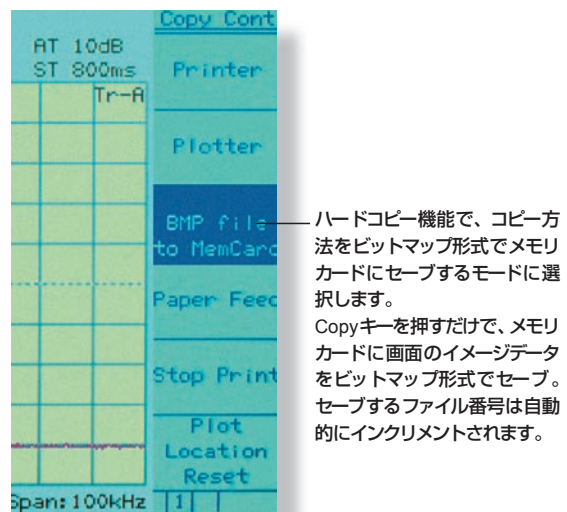 Copy Cont
AT 10dB
ST 800ms
Tr-A
Printer
Plotter
BMP file
to MemCard
Paper Feed
Stop Print
Plot
Location
Reset
Span:100kHz
1
ハードコピー機能で、コピー方
法をビットマップ形式でメモリ
カードにセーブするモードに選
択します。
Copyキーを押すだけで、メモリ
カードに画面のイメージデータ
をビットマップ形式でセーブ。
セーブするファイル番号は自動
的にインクリメントされます。